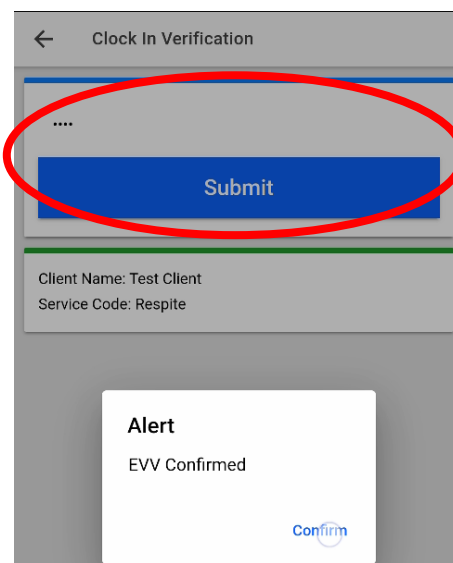 Clock In Verification
....
Submit
Client Name: Test Client
Service Code: Respite
Alert
EVV Confirmed
Confirm